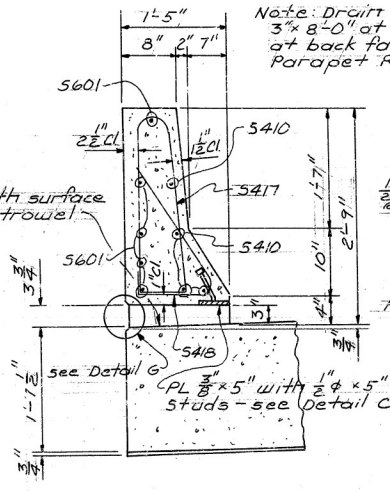 1'-5"
8" 2" 7"
Note: Drain
3" x 8'-0" at
at back fa
Parapet R
S601
2 1/2" Cl.
1 1/2" Cl.
S410
S417
th surface
trowel
S601
S410
1" Cl.
1'-7"
10"
4"
2'-9"
3 3/4"
3"
3/4"
S418
see Detail G
1'-7 1/2"
3/4"
PL 3/8" x 5" with 1/2" ϕ x 5"
Studs - see Detail C